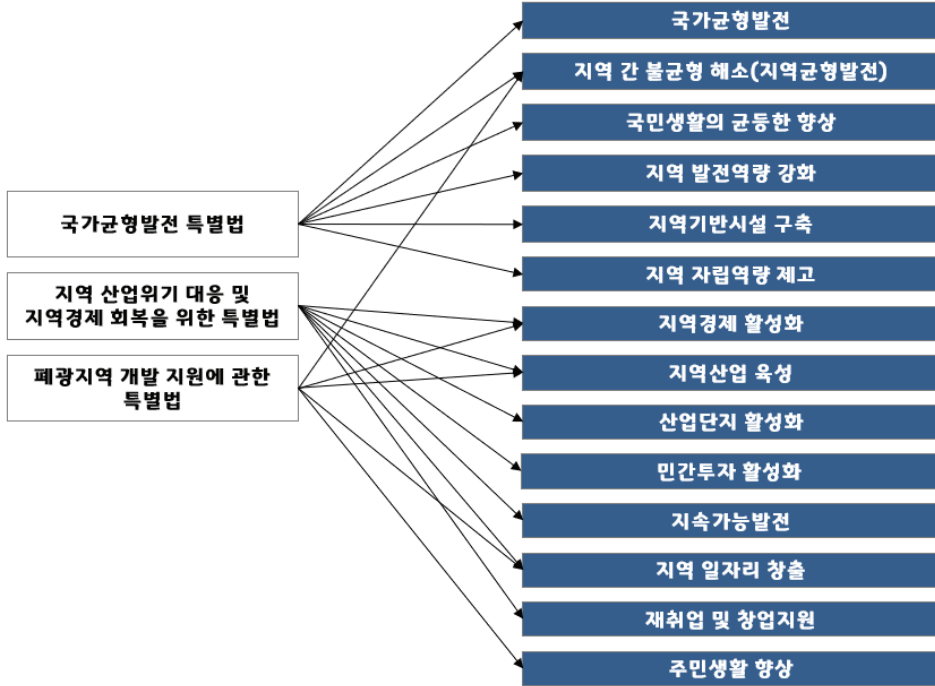 국가균형발전 특별법
지역 산업위기 대응 및
지역경제 회복을 위한 특별법
폐광지역 개발 지원에 관한
특별법
국가균형발전
지역 간 불균형 해소(지역균형발전)
국민생활의 균등한 향상
지역 발전역량 강화
지역기반시설 구축
지역 자립역량 제고
지역경제 활성화
지역산업 육성
산업단지 활성화
민간투자 활성화
지속가능발전
지역 일자리 창출
재취업 및 창업지원
주민생활 향상